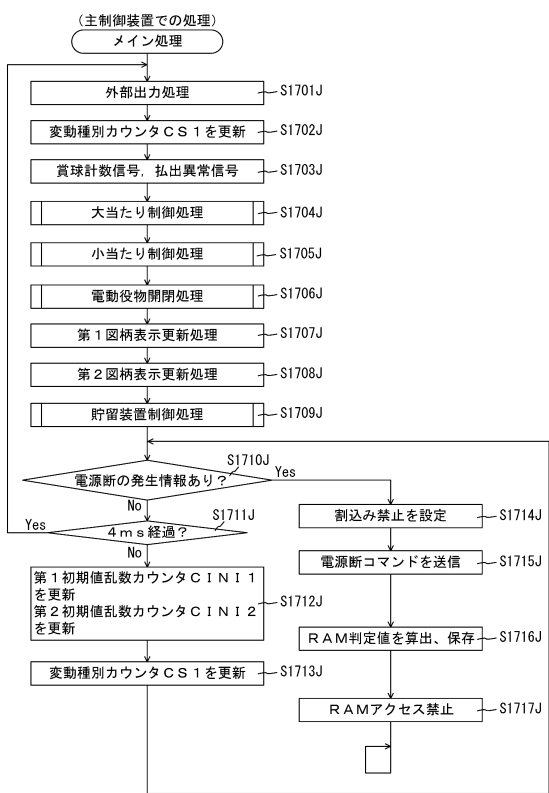 （主制御装置での処理）
メイン処理
外部出力処理
S1701J
変動種別カウンタＣＳ１を更新
S1702J
賞球計数信号，払出異常信号
S1703J
大当たり制御処理
S1704J
小当たり制御処理
S1705J
電動役物開閉処理
S1706J
第１図柄表示更新処理
S1707J
第２図柄表示更新処理
S1708J
貯留装置制御処理
S1709J
電源断の発生情報あり？
S1710J
Yes
No
４ｍｓ経過？
S1711J
Yes
No
第１初期値乱数カウンタＣＩＮＩ１
を更新
第２初期値乱数カウンタＣＩＮＩ２
を更新
S1712J
変動種別カウンタＣＳ１を更新
S1713J
割込み禁止を設定
S1714J
電源断コマンドを送信
S1715J
ＲＡＭ判定値を算出、保存
S1716J
ＲＡＭアクセス禁止
S1717J